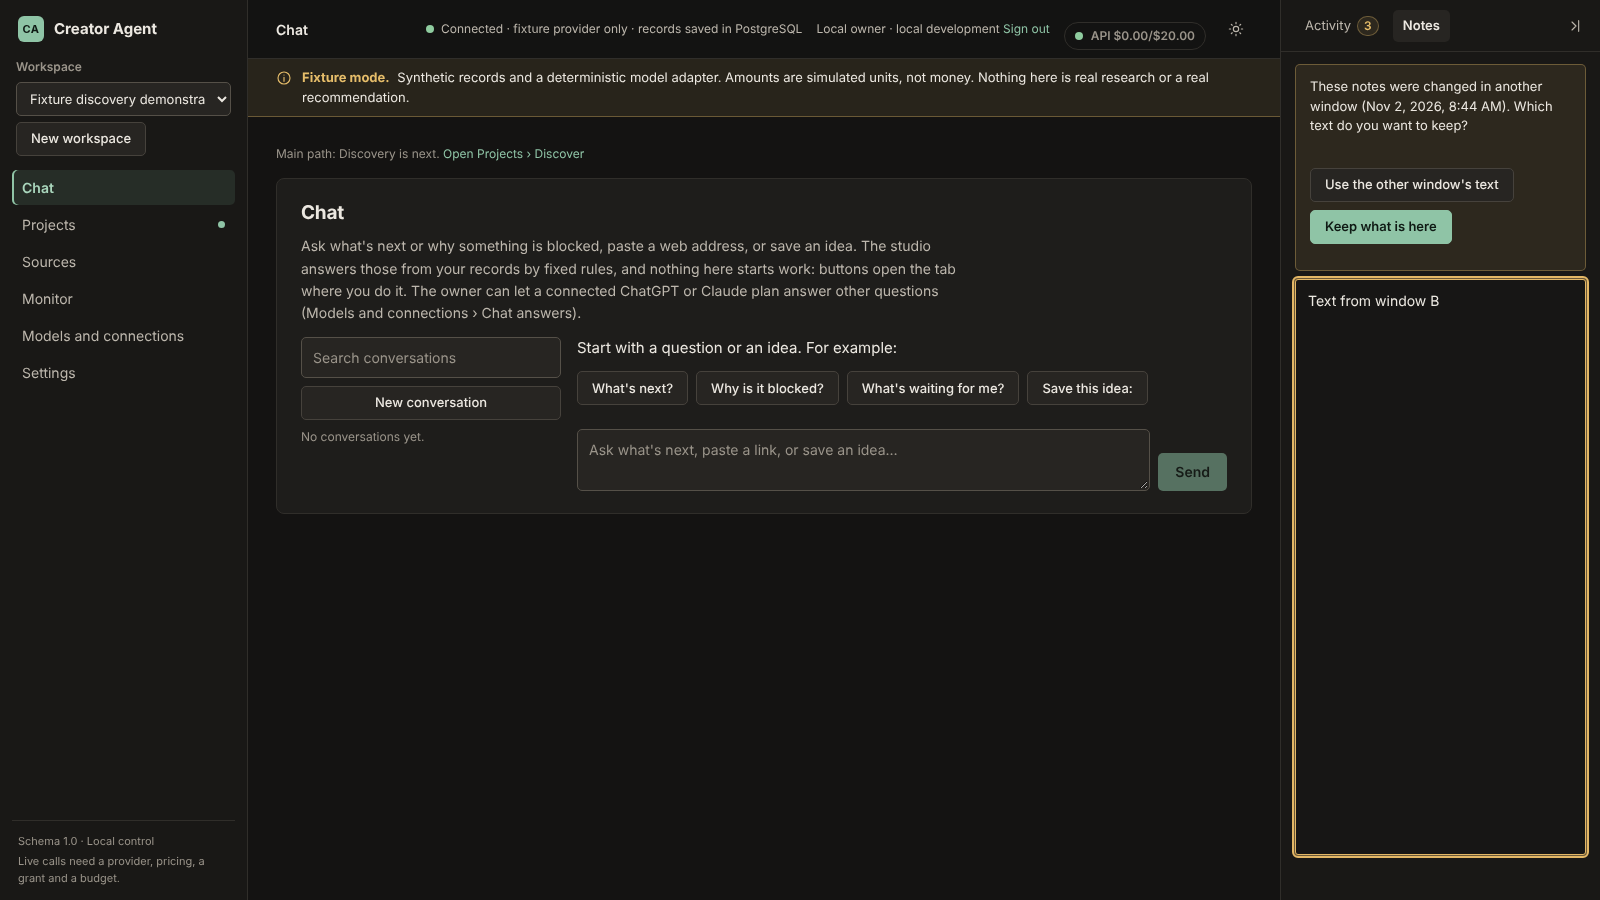 CA
Creator Agent
Workspace
Fixture discovery demonstra
New workspace
Chat
Projects
Sources
Monitor
Models and connections
Settings
Schema 1.0 · Local control
Live calls need a provider, pricing, a
grant and a budget.
Chat
Connected · fixture provider only · records saved in PostgreSQL
Local owner · local development Sign out
API $0.00/$20.00
Fixture mode. Synthetic records and a deterministic model adapter. Amounts are simulated units, not money. Nothing here is real research or a real
recommendation.
Main path: Discovery is next. Open Projects › Discover
Chat
Ask what's next or why something is blocked, paste a web address, or save an idea. The studio
answers those from your records by fixed rules, and nothing here starts work: buttons open the tab
where you do it. The owner can let a connected ChatGPT or Claude plan answer other questions
(Models and connections › Chat answers).
Search conversations
New conversation
No conversations yet.
Start with a question or an idea. For example:
What's next?
Why is it blocked?
What's waiting for me?
Save this idea:
Ask what's next, paste a link, or save an idea...
Send
Activity 3
Notes
These notes were changed in another
window (Nov 2, 2026, 8:44 AM). Which
text do you want to keep?
Use the other window's text
Keep what is here
Text from window B